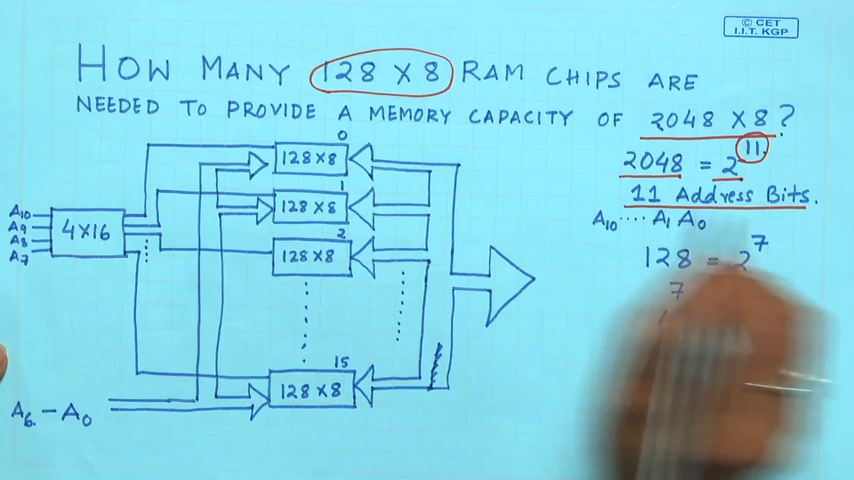 © CET
I.I.T. KGP
HOW MANY 128 X 8 RAM CHIPS ARE
NEEDED TO PROVIDE A MEMORY CAPACITY OF 2048 X 8?
2048 = 2^11
11 Address Bits.
A10 .... A1 A0
128 = 2^7
7
0
128X8
1
128X8
2
128X8
15
128X8
A10
A9
A8
A7
4X16
A6. - A0